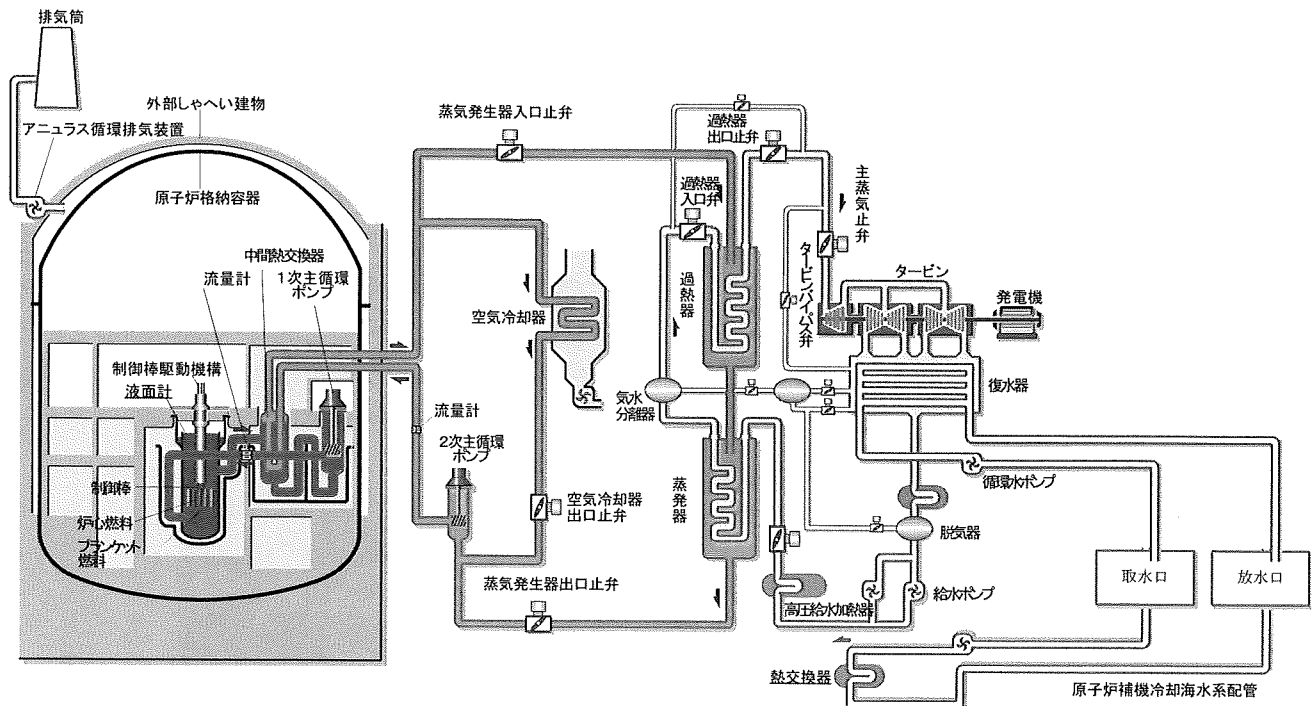 排気筒
外部しゃへい建物
アニュラス循環排気装置
原子炉格納容器
中間熱交換器
流量計
1次主循環
ポンプ
制御棒駆動機構
液面計
制御棒
炉心燃料
ブランケット
燃料
蒸気発生器入口止弁
空気冷却器
流量計
2次主循環
ポンプ
空気冷却器
出口止弁
蒸気発生器出口止弁
過熱器
出口止弁
過熱器
入口弁
過熱器
気水
分離器
蒸発器
主蒸気止弁
タービンバイパス弁
タービン
発電機
復水器
循環水ポンプ
脱気器
給水ポンプ
高圧給水加熱器
取水口
放水口
熱交換器
原子炉補機冷却海水系配管